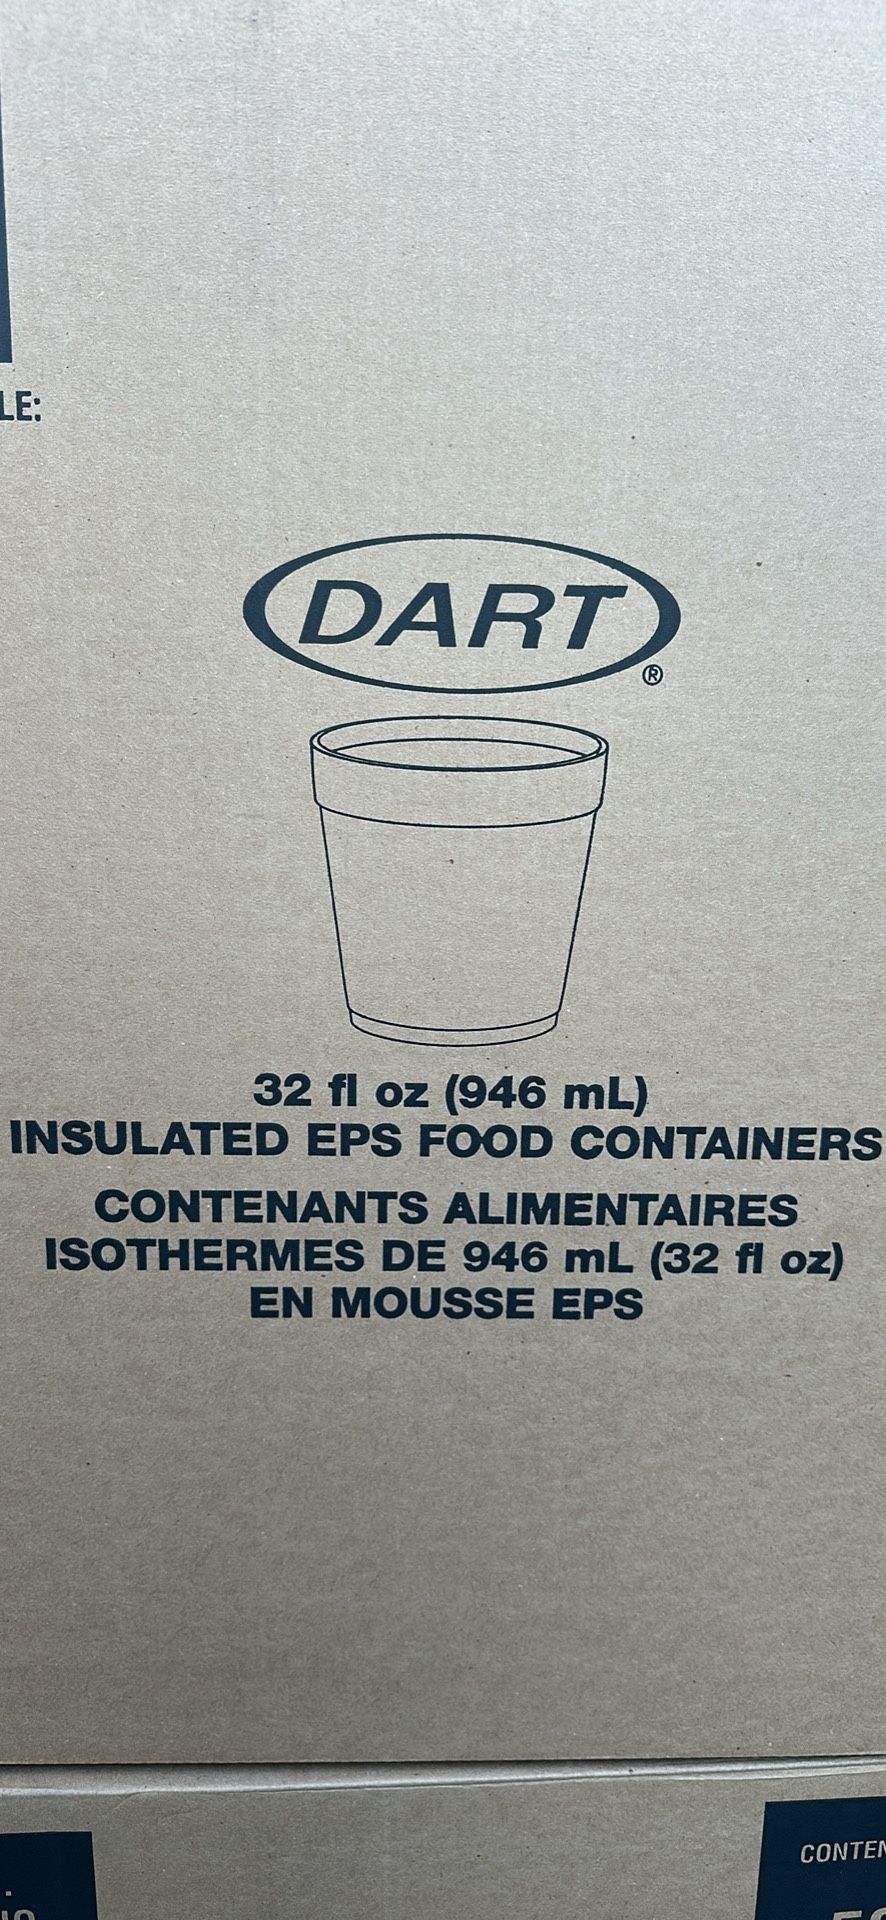 LE:
DART
®
32 fl oz (946 mL)
INSULATED EPS FOOD CONTAINERS
CONTENANTS ALIMENTAIRES
ISOTHERMES DE 946 mL (32 fl oz)
EN MOUSSE EPS
CONTEN